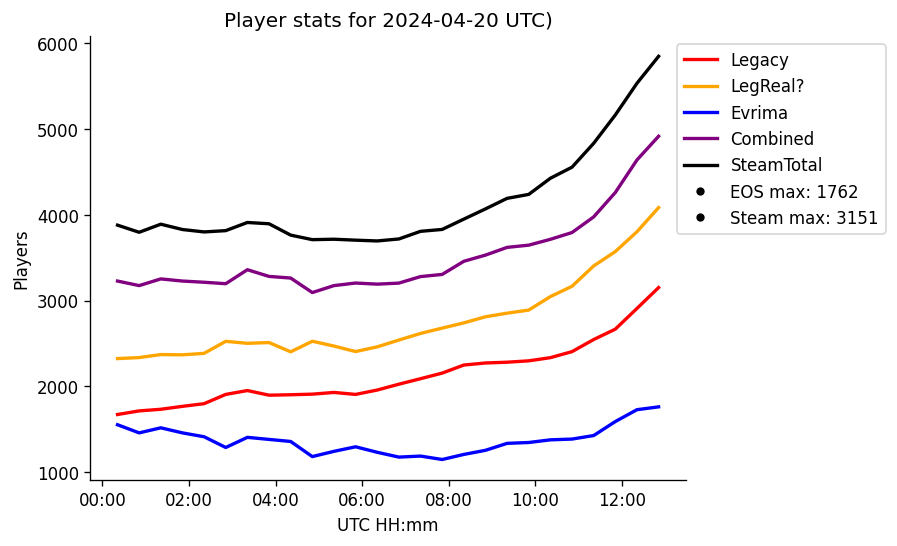 Player stats for 2024-04-20 UTC)
6000
5000
4000
3000
2000
1000
Players
00:00 02:00 04:00 06:00 08:00 10:00 12:00
UTC HH:mm
Legacy
LegReal?
Evrima
Combined
SteamTotal
EOS max: 1762
Steam max: 3151